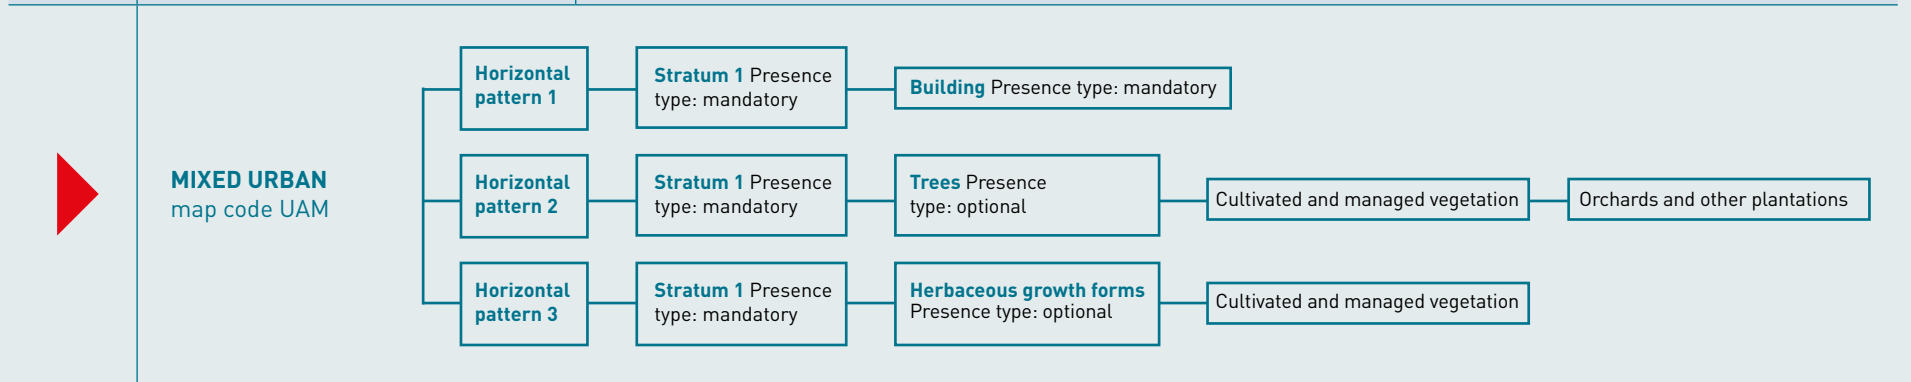 MIXED URBAN
map code UAM
Horizontal
pattern 1
Stratum 1 Presence
type: mandatory
Building Presence type: mandatory
Horizontal
pattern 2
Stratum 1 Presence
type: mandatory
Trees Presence
type: optional
Cultivated and managed vegetation
Orchards and other plantations
Horizontal
pattern 3
Stratum 1 Presence
type: mandatory
Herbaceous growth forms
Presence type: optional
Cultivated and managed vegetation